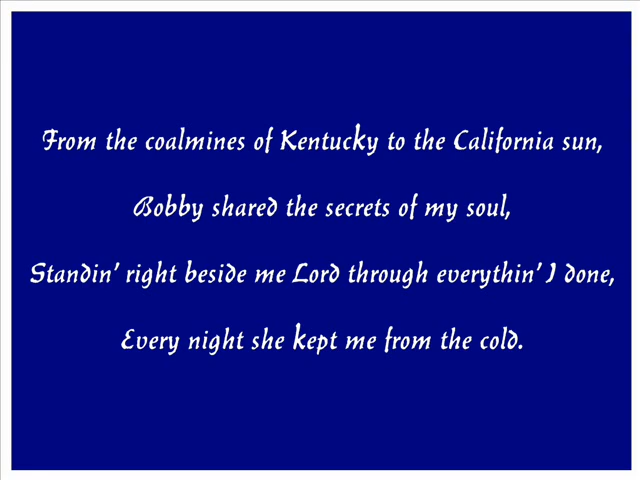 From the coalmines of Kentucky to the California sun,
Bobby shared the secrets of my soul,
Standin' right beside me Lord through everythin' I done,
Every night she kept me from the cold.